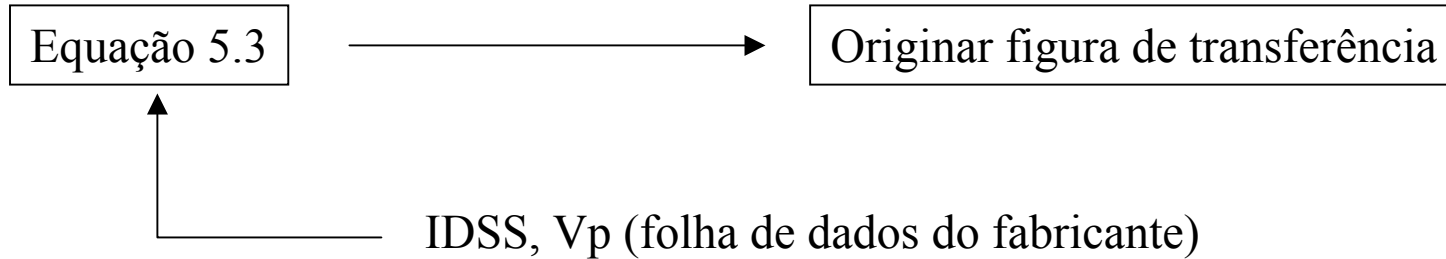 Equação 5.3
Originar figura de transferência
IDSS, Vp (folha de dados do fabricante)